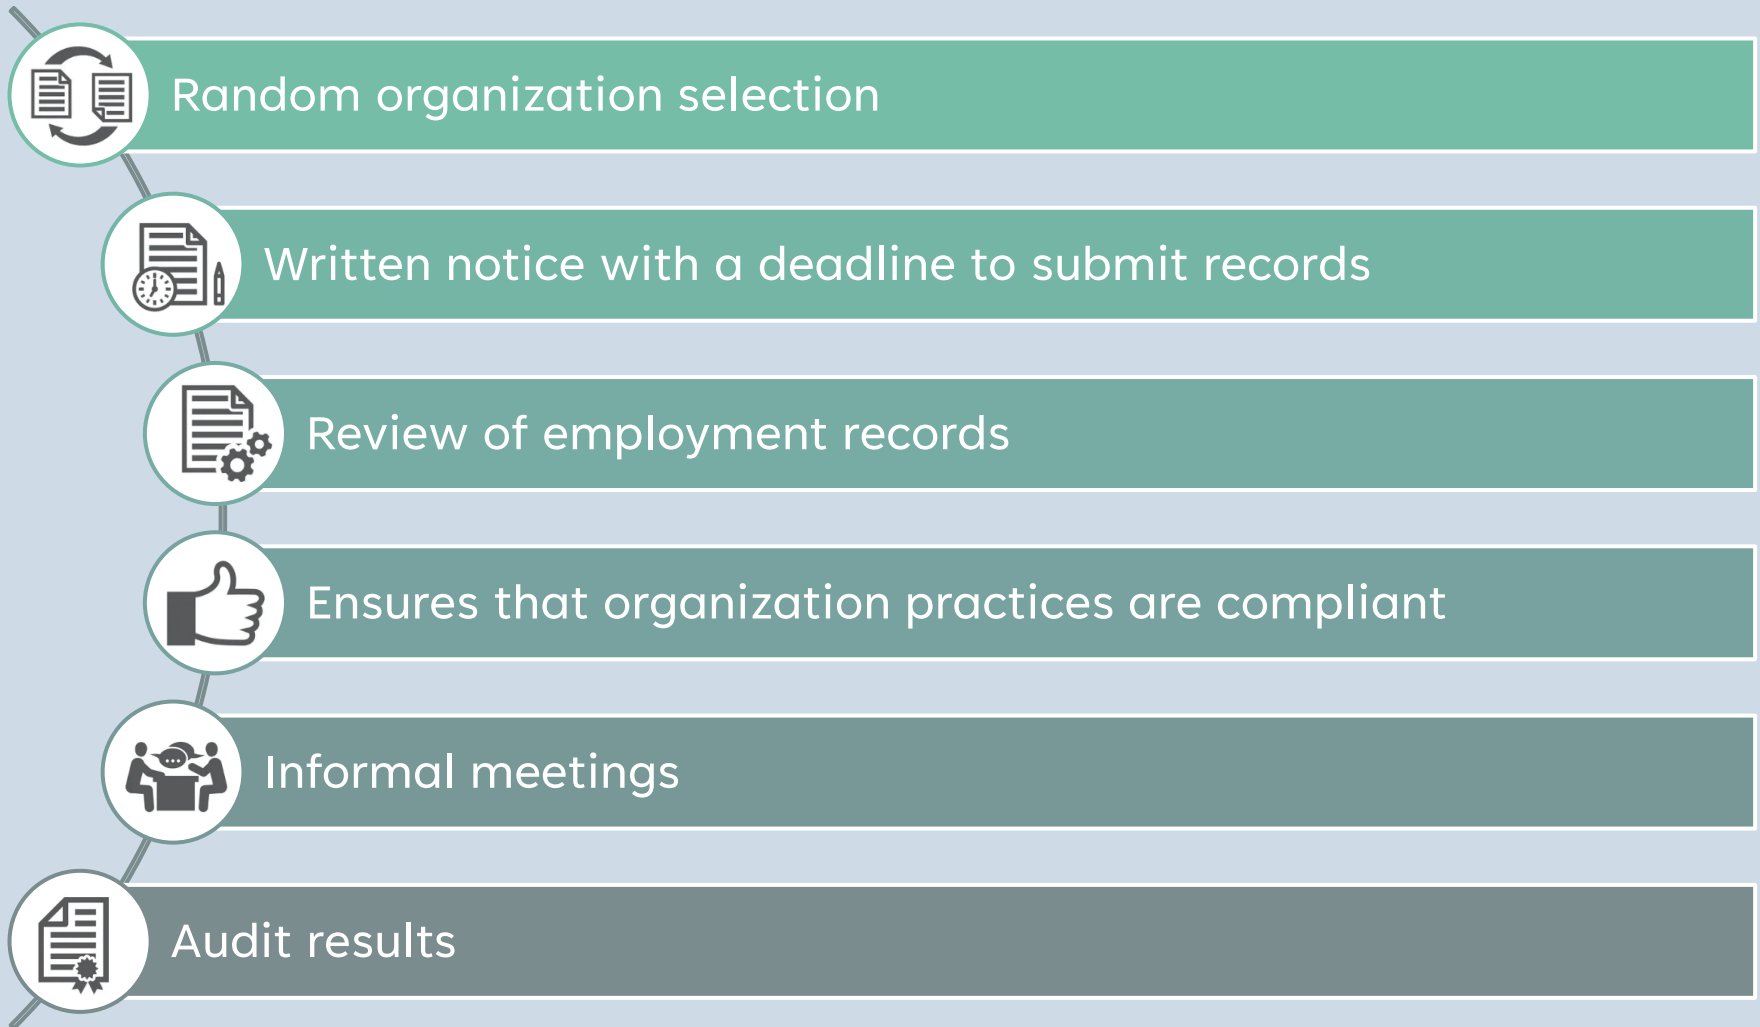 Random organization selection
Written notice with a deadline to submit records
Review of employment records
Ensures that organization practices are compliant
Informal meetings
Audit results